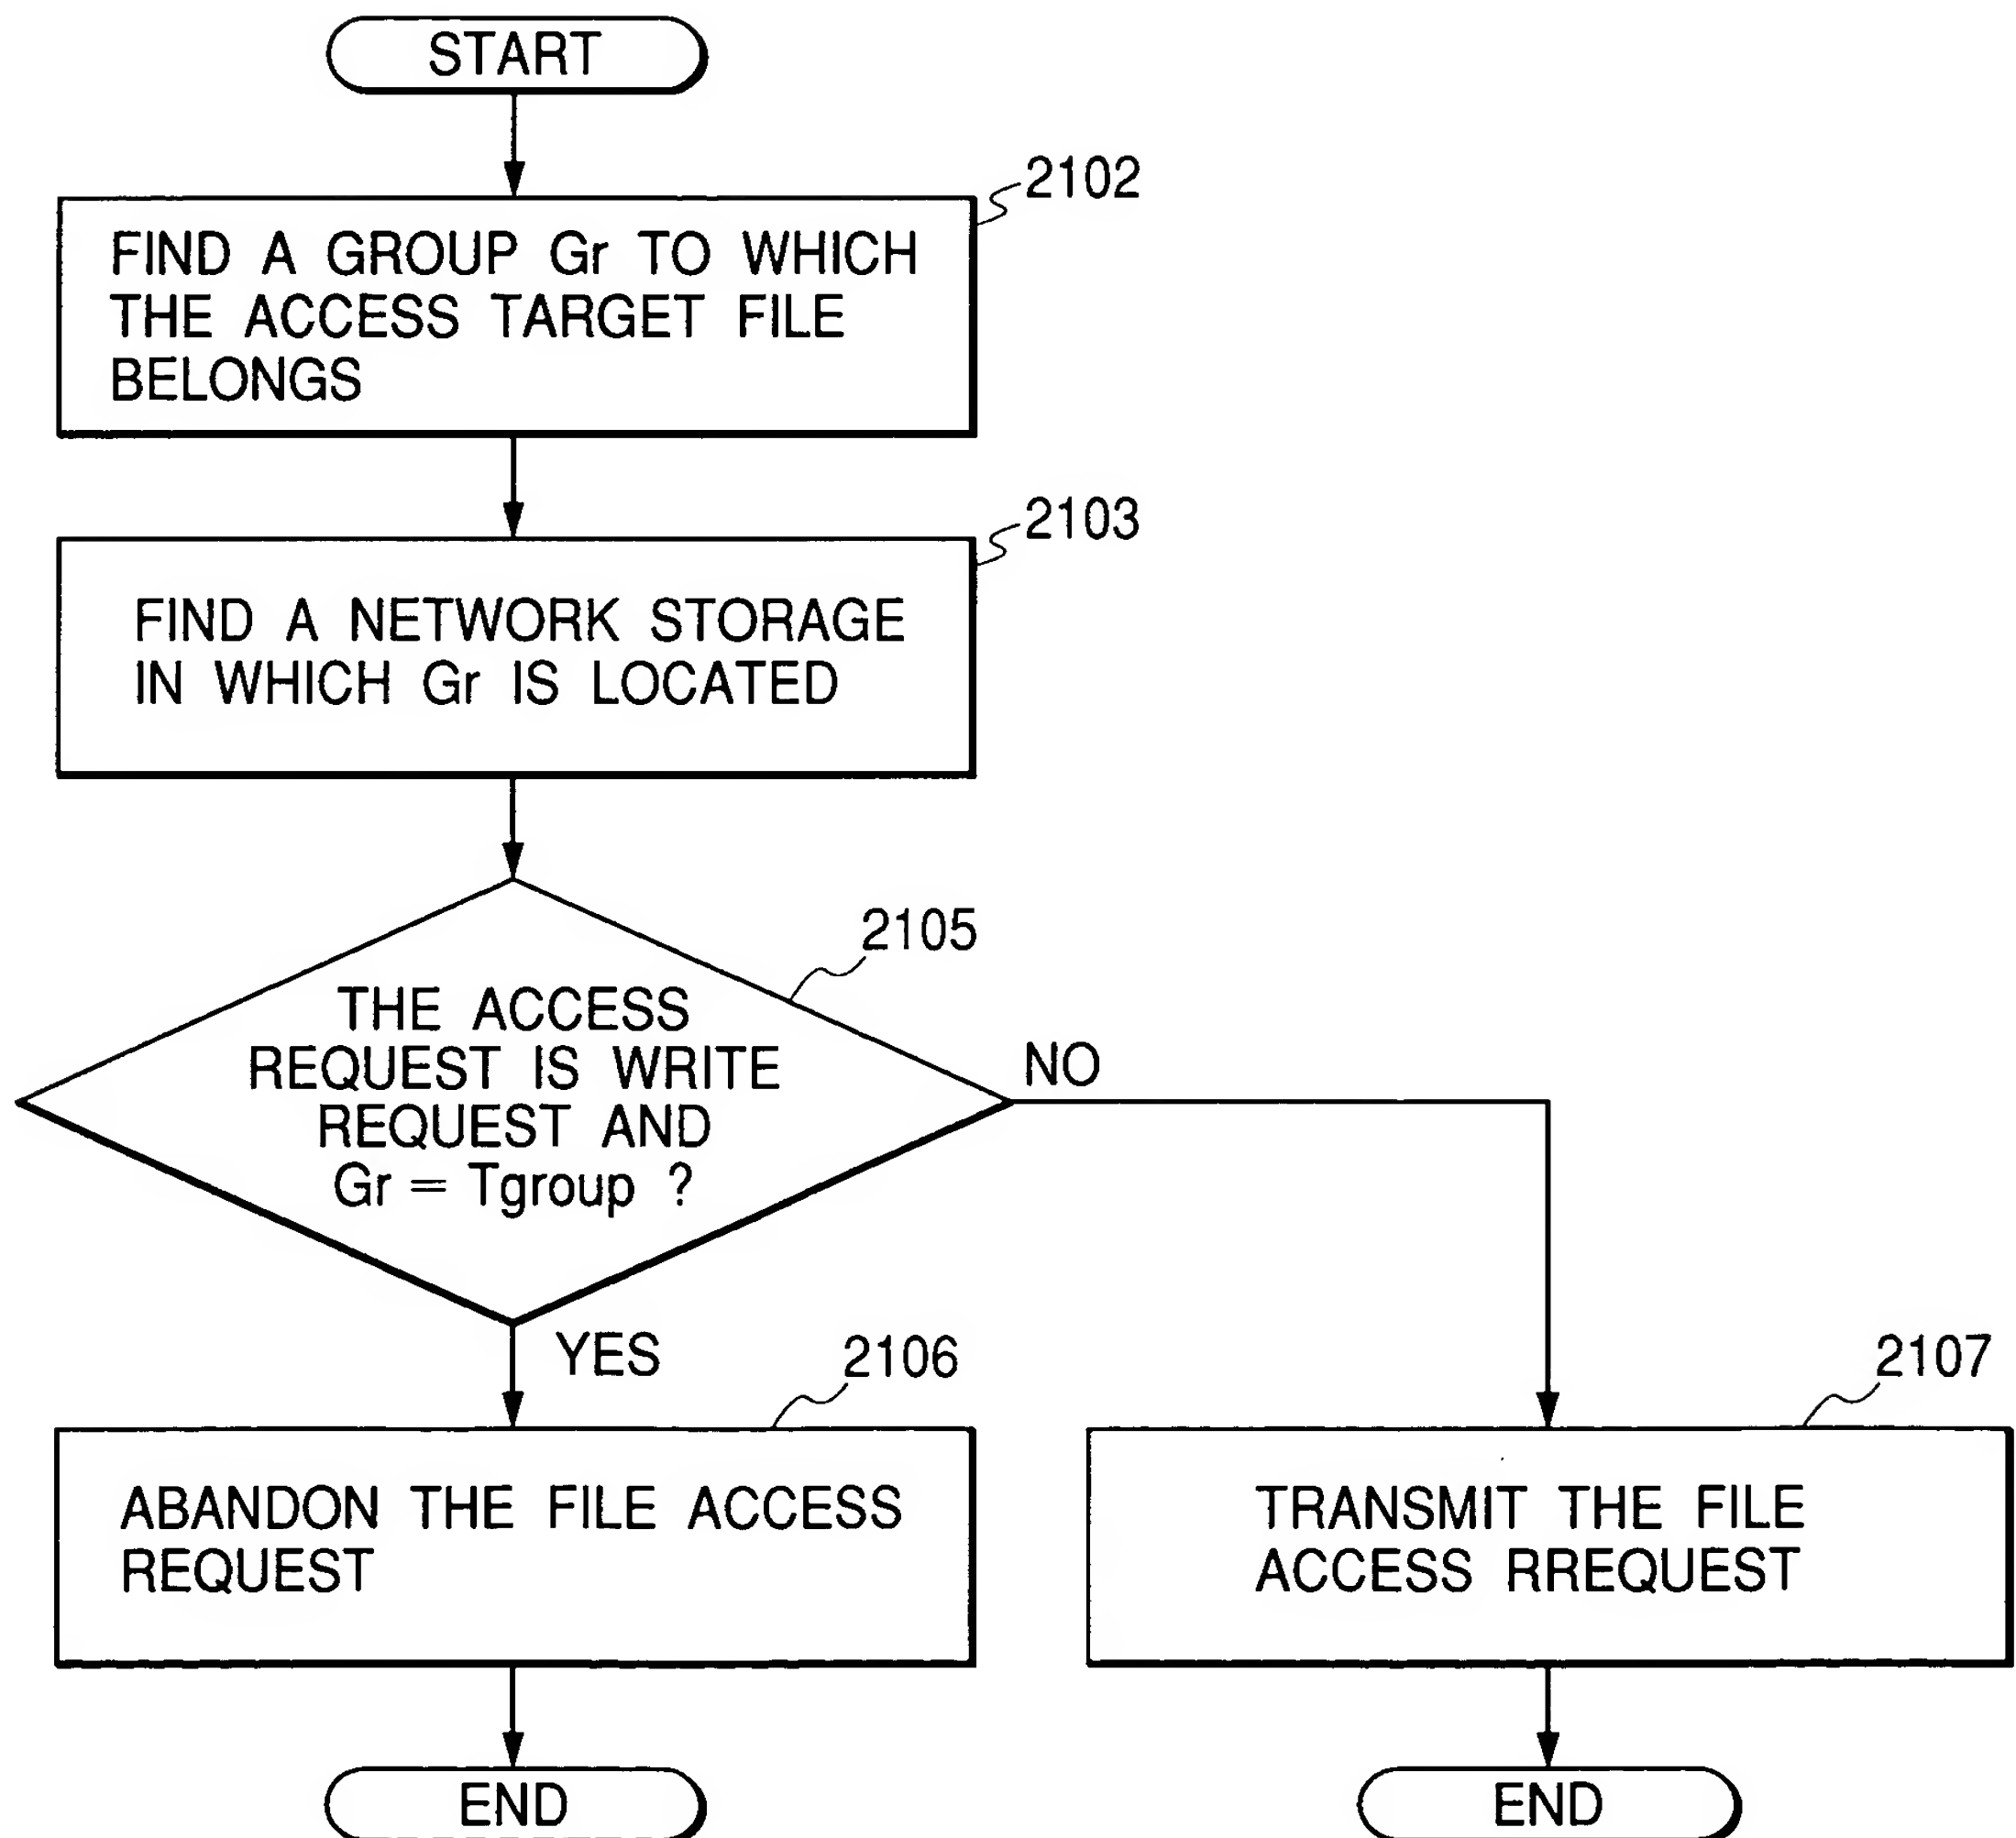 START
2102
FIND A GROUP Gr TO WHICH
THE ACCESS TARGET FILE
BELONGS
2103
FIND A NETWORK STORAGE
IN WHICH Gr IS LOCATED
2105
THE ACCESS
REQUEST IS WRITE
REQUEST AND
Gr = Tgroup ?
NO
YES
2106
2107
ABANDON THE FILE ACCESS
REQUEST
TRANSMIT THE FILE
ACCESS RREQUEST
END
END